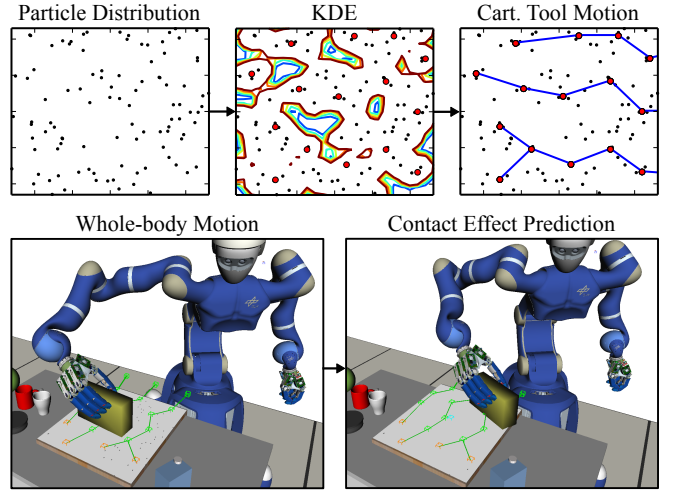 Particle Distribution
KDE
Cart. Tool Motion
Whole-body Motion
Contact Effect Prediction